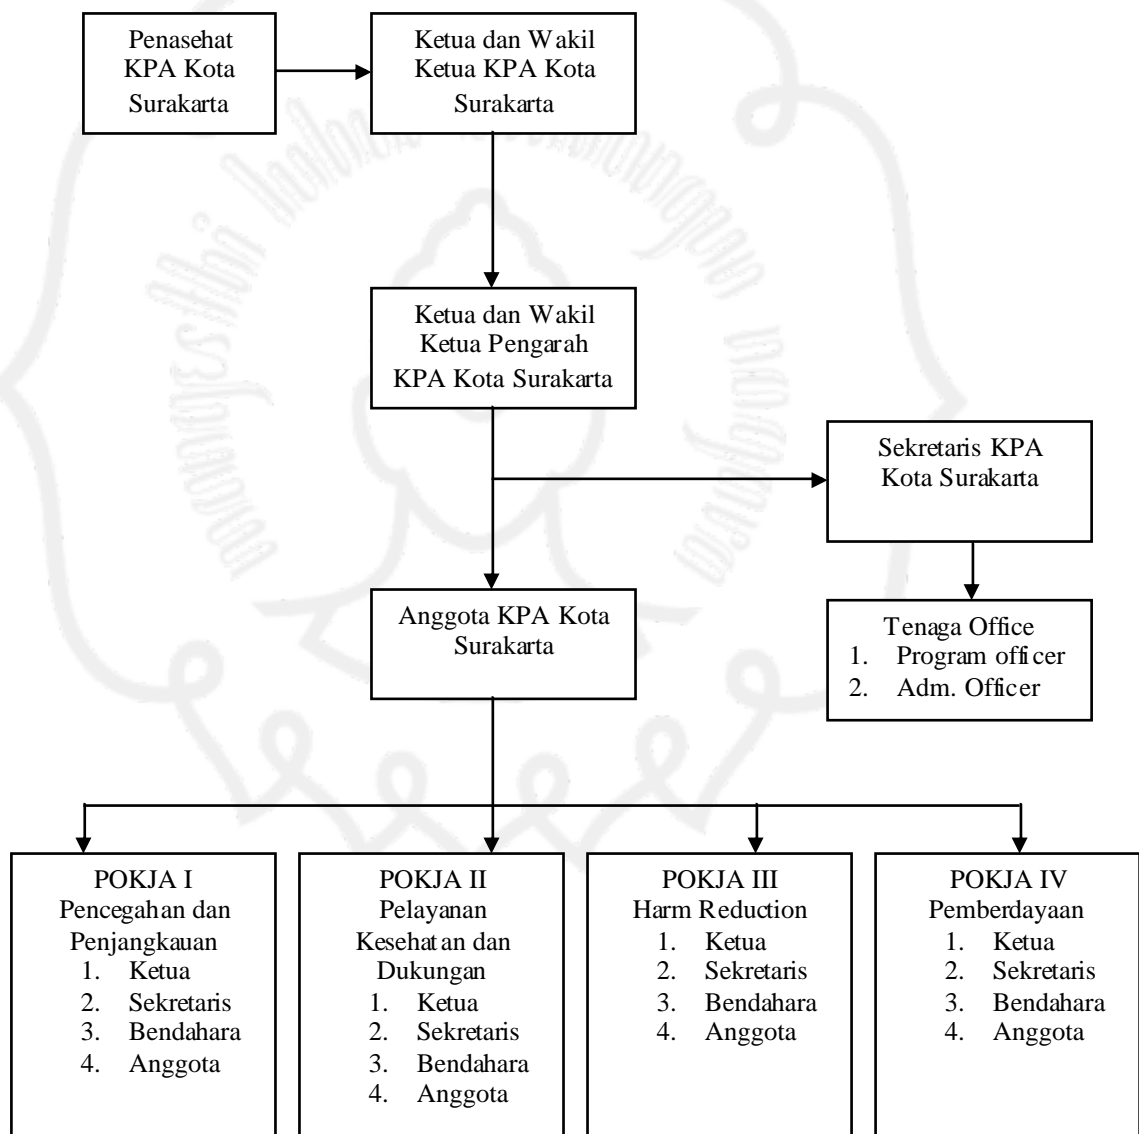 Penasehat
KPA Kota
Surakarta
Ketua dan Wakil
Ketua KPA Kota
Surakarta
Ketua dan Wakil
Ketua Pengarah
KPA Kota Surakarta
Sekretaris KPA
Kota Surakarta
Anggota KPA Kota
Surakarta
Tenaga Office
1. Program officer
2. Adm. Officer
POKJA I
Pencegahan dan
Penjangkauan
1. Ketua
2. Sekretaris
3. Bendahara
4. Anggota
POKJA II
Pelayanan
Kesehatan dan
Dukungan
1. Ketua
2. Sekretaris
3. Bendahara
4. Anggota
POKJA III
Harm Reduction
1. Ketua
2. Sekretaris
3. Bendahara
4. Anggota
POKJA IV
Pemberdayaan
1. Ketua
2. Sekretaris
3. Bendahara
4. Anggota